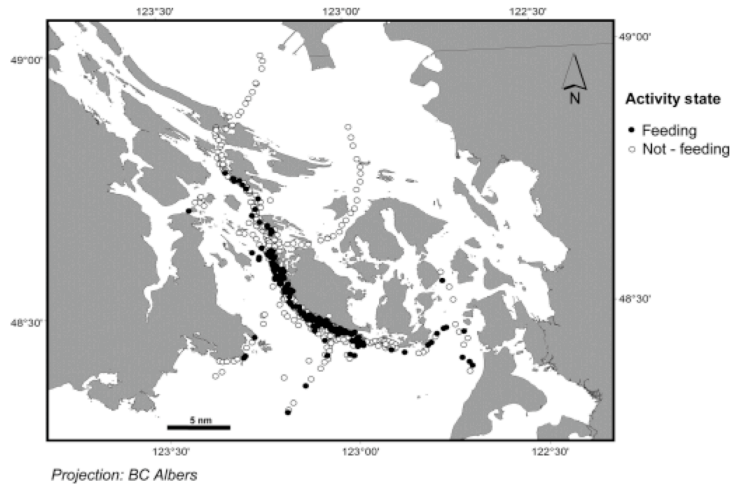 123°30'
123°00'
122°30'
49°00'
49°00'
N
Activity state
Feeding
Not - feeding
48°30'
48°30'
5 nm
123°30'
123°00'
122°30'
Projection: BC Albers